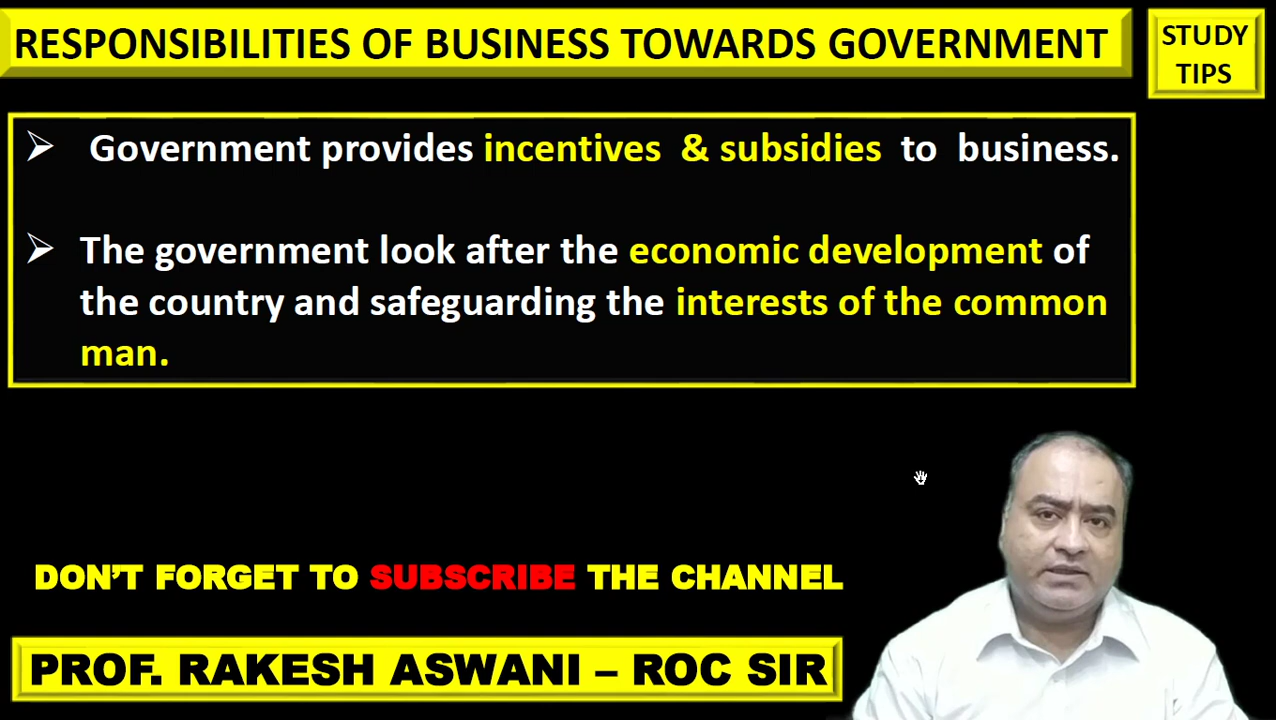 RESPONSIBILITIES OF BUSINESS TOWARDS GOVERNMENT
STUDY
TIPS
Government provides incentives & subsidies to business.
The government look after the economic development of
the country and safeguarding the interests of the common
man.
DON'T FORGET TO SUBSCRIBE THE CHANNEL
PROF. RAKESH ASWANI – ROC SIR